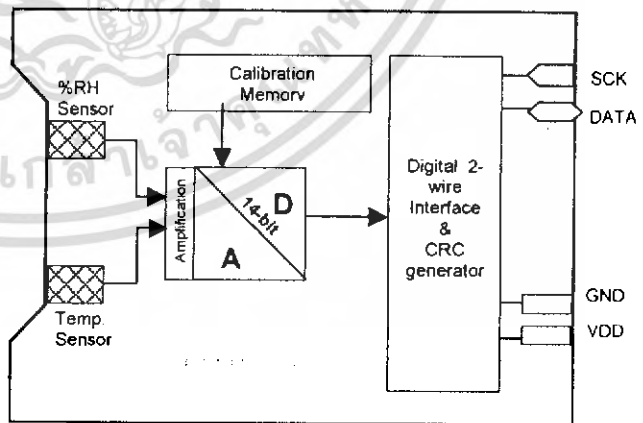 %RH
Sensor
Calibration
Memory
SCK
DATA
Amplification
14-bit
D
A
Digital 2-
wire
Interface
&
CRC
generator
Temp.
Sensor
GND
VDD